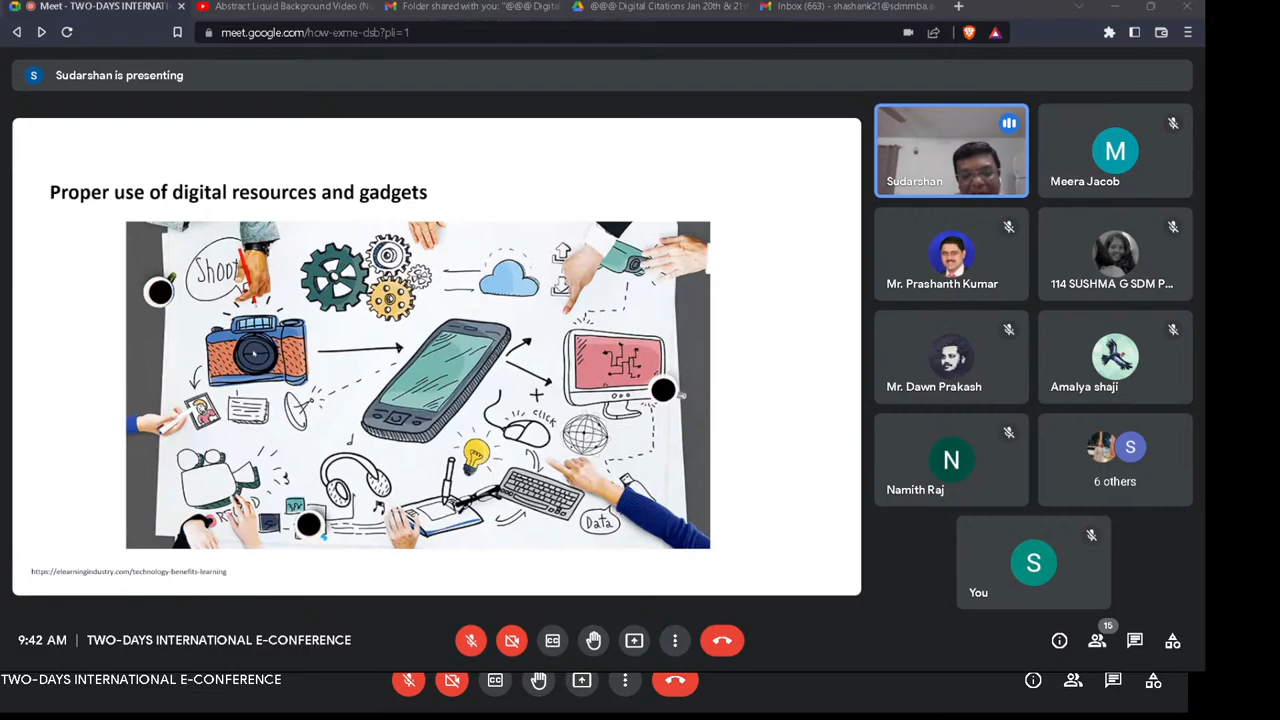 Meet - TWO-DAYS INTERNATI
Abstract Liquid Background Video (N
Folder shared with you: "@@@ Digital
@@@ Digital Citations Jan 20th & 21
Inbox (663) - shashank21@sdmmba.a
meet.google.com/how-exme-dsb?pli=1
S
Sudarshan is presenting
Proper use of digital resources and gadgets
Shoot
CLICK
Data
https://elearningindustry.com/technology-benefits-learning
Sudarshan
M
Meera Jacob
Mr. Prashanth Kumar
114 SUSHMA G SDM P...
Mr. Dawn Prakash
Amalya shaji
N
Namith Raj
S
6 others
S
You
9:42 AM | TWO-DAYS INTERNATIONAL E-CONFERENCE
15
TWO-DAYS INTERNATIONAL E-CONFERENCE